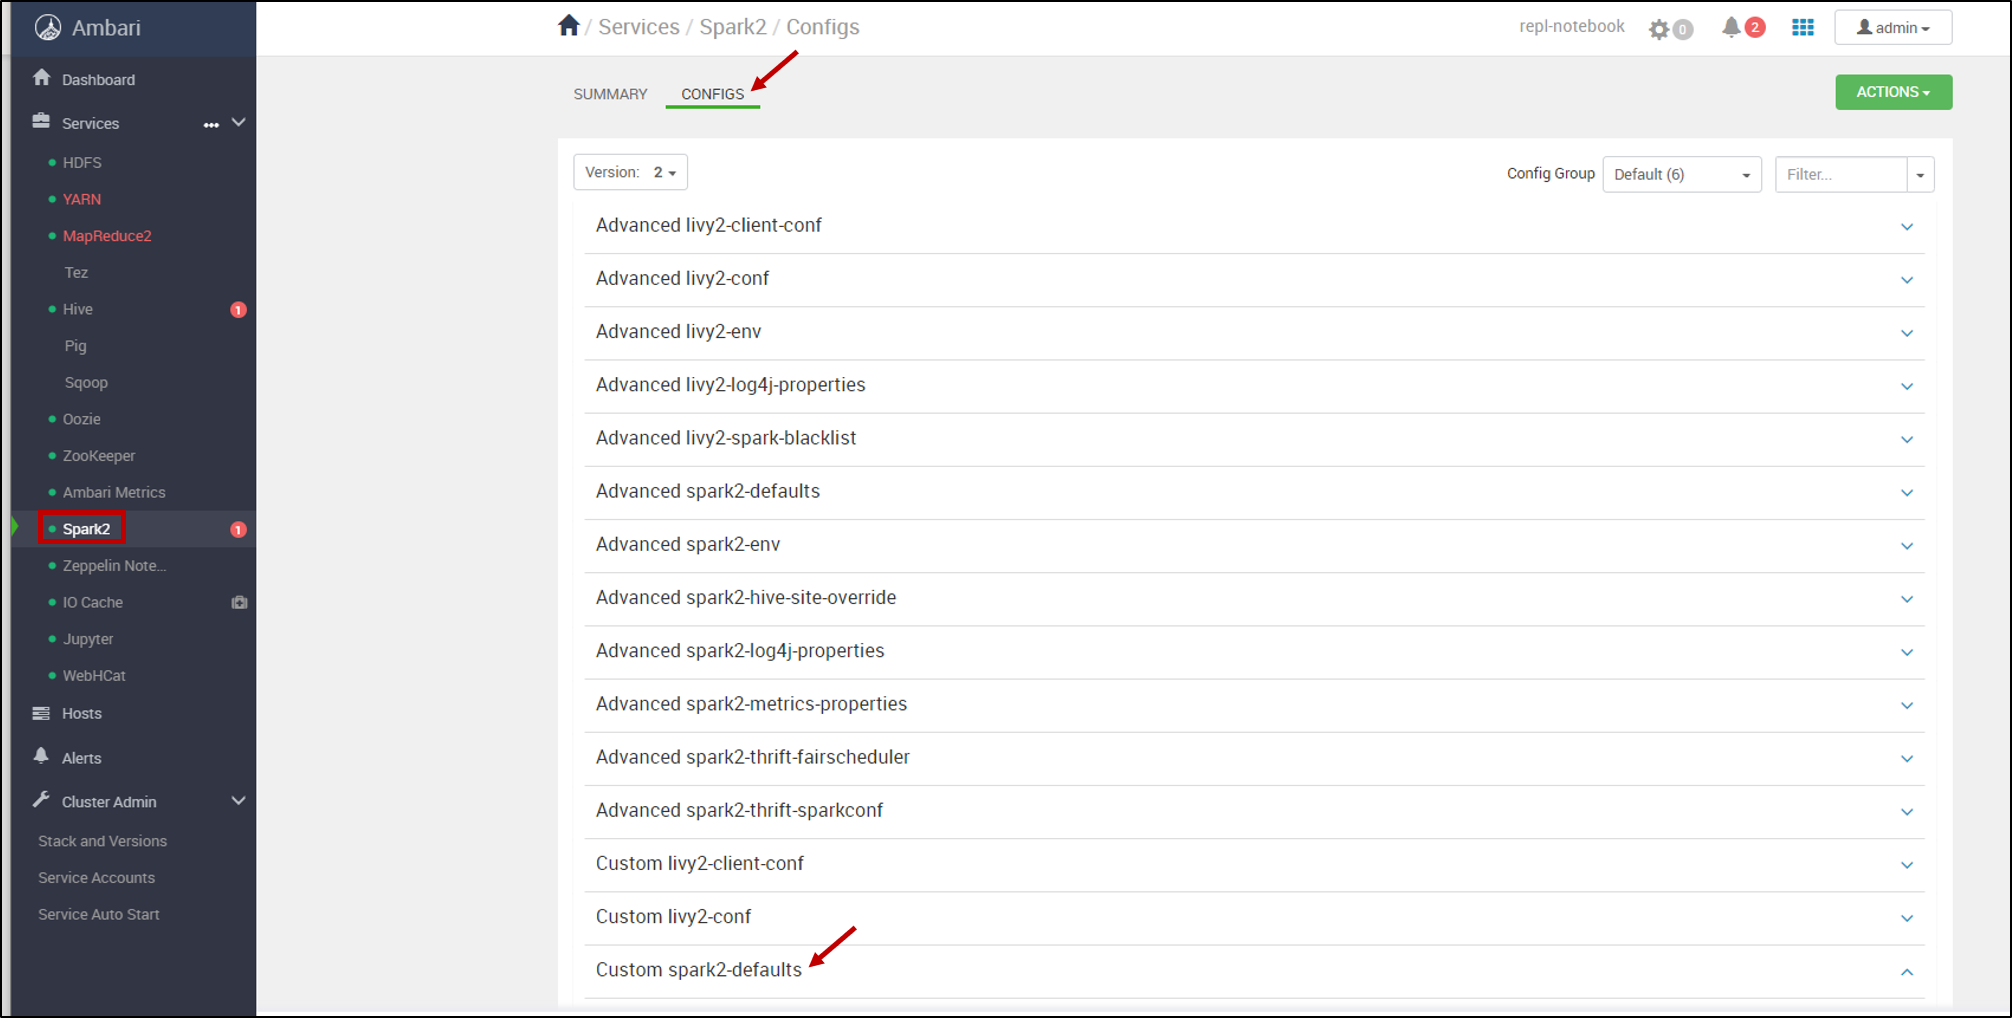 Ambari
Dashboard
Services ...
HDFS
YARN
MapReduce2
Tez
Hive 1
Pig
Sqoop
Oozie
ZooKeeper
Ambari Metrics
Spark2 1
Zeppelin Note...
IO Cache
Jupyter
WebHCat
Hosts
Alerts
Cluster Admin
Stack and Versions
Service Accounts
Service Auto Start
/ Services / Spark2 / Configs
repl-notebook 0 2 admin
SUMMARY CONFIGS
ACTIONS
Version: 2
Config Group Default (6) Filter...
Advanced livy2-client-conf
Advanced livy2-conf
Advanced livy2-env
Advanced livy2-log4j-properties
Advanced livy2-spark-blacklist
Advanced spark2-defaults
Advanced spark2-env
Advanced spark2-hive-site-override
Advanced spark2-log4j-properties
Advanced spark2-metrics-properties
Advanced spark2-thrift-fairscheduler
Advanced spark2-thrift-sparkconf
Custom livy2-client-conf
Custom livy2-conf
Custom spark2-defaults